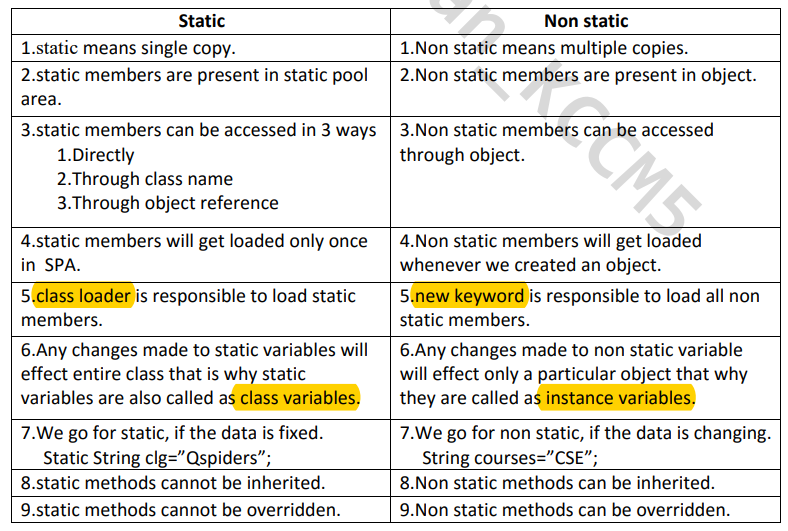 Static
Non static
1.static means single copy.
1.Non static means multiple copies.
2.static members are present in static pool
area.
2.Non static members are present in object.
3.static members can be accessed in 3 ways
1.Directly
2.Through class name
3.Through object reference
3.Non static members can be accessed
through object.
4.static members will get loaded only once
in SPA.
4.Non static members will get loaded
whenever we created an object.
5.class loader is responsible to load static
members.
5.new keyword is responsible to load all non
static members.
6.Any changes made to static variables will
effect entire class that is why static
variables are also called as class variables.
6.Any changes made to non static variable
will effect only a particular object that why
they are called as instance variables.
7.We go for static, if the data is fixed.
Static String clg=”Qspiders”;
7.We go for non static, if the data is changing.
String courses=”CSE”;
8.static methods cannot be inherited.
8.Non static methods can be inherited.
9.static methods cannot be overridden.
9.Non static methods can be overridden.